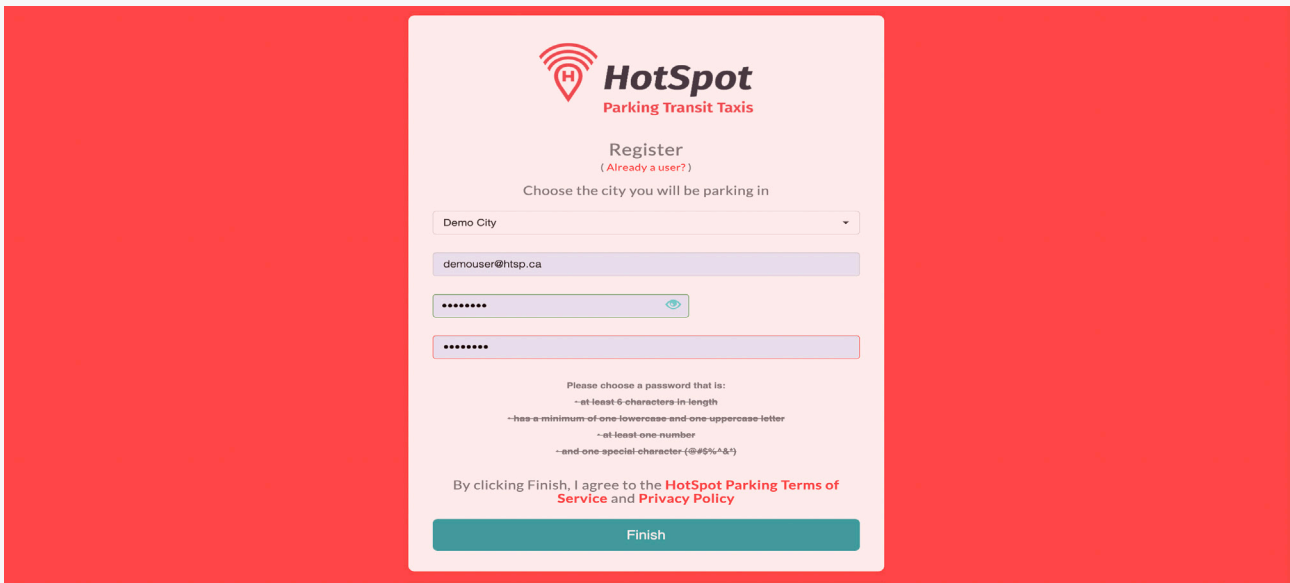 H
HotSpot
Parking Transit Taxis
Register
( Already a user? )
Choose the city you will be parking in
Demo City
demouser@htsp.ca
••••••••
••••••••
Please choose a password that is:
- at least 6 characters in length
- has a minimum of one lowercase and one uppercase letter
- at least one number
- and one special character (@#$%^&*)
By clicking Finish, I agree to the HotSpot Parking Terms of
Service and Privacy Policy
Finish